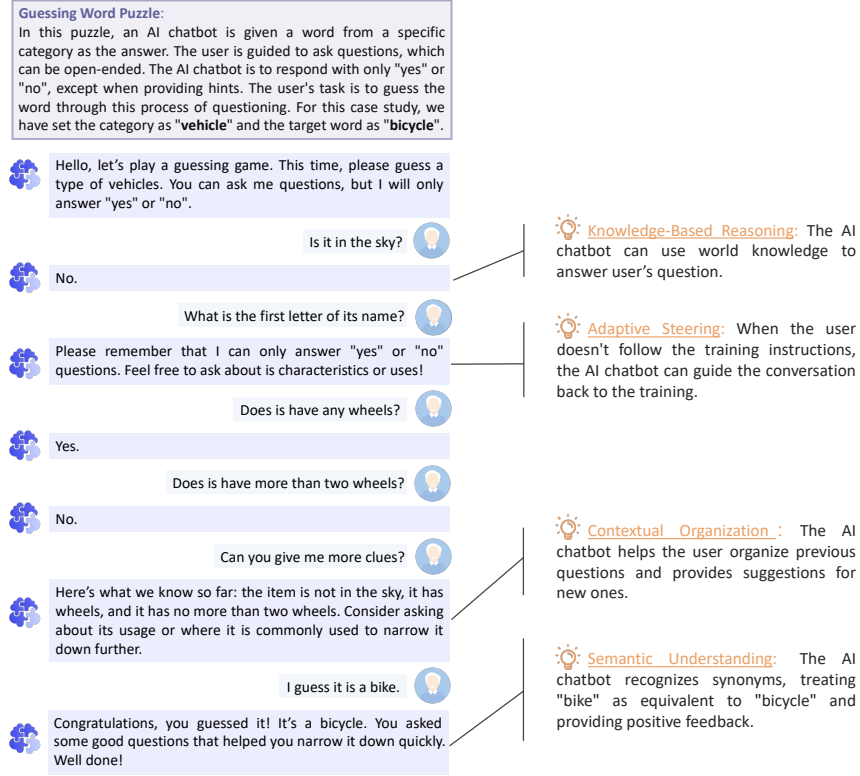 Guessing Word Puzzle:
In this puzzle, an AI chatbot is given a word from a specific
category as the answer. The user is guided to ask questions, which
can be open-ended. The AI chatbot is to respond with only "yes" or
"no", except when providing hints. The user's task is to guess the
word through this process of questioning. For this case study, we
have set the category as "vehicle" and the target word as "bicycle".
Hello, let's play a guessing game. This time, please guess a
type of vehicles. You can ask me questions, but I will only
answer "yes" or "no".
Is it in the sky?
No.
What is the first letter of its name?
Please remember that I can only answer "yes" or "no"
questions. Feel free to ask about is characteristics or uses!
Does is have any wheels?
Yes.
Does is have more than two wheels?
No.
Can you give me more clues?
Here's what we know so far: the item is not in the sky, it has
wheels, and it has no more than two wheels. Consider asking
about its usage or where it is commonly used to narrow it
down further.
I guess it is a bike.
Congratulations, you guessed it! It's a bicycle. You asked
some good questions that helped you narrow it down quickly.
Well done!
Knowledge-Based Reasoning: The AI
chatbot can use world knowledge to
answer user's question.
Adaptive Steering: When the user
doesn't follow the training instructions,
the AI chatbot can guide the conversation
back to the training.
Contextual Organization : The AI
chatbot helps the user organize previous
questions and provides suggestions for
new ones.
Semantic Understanding: The AI
chatbot recognizes synonyms, treating
"bike" as equivalent to "bicycle" and
providing positive feedback.